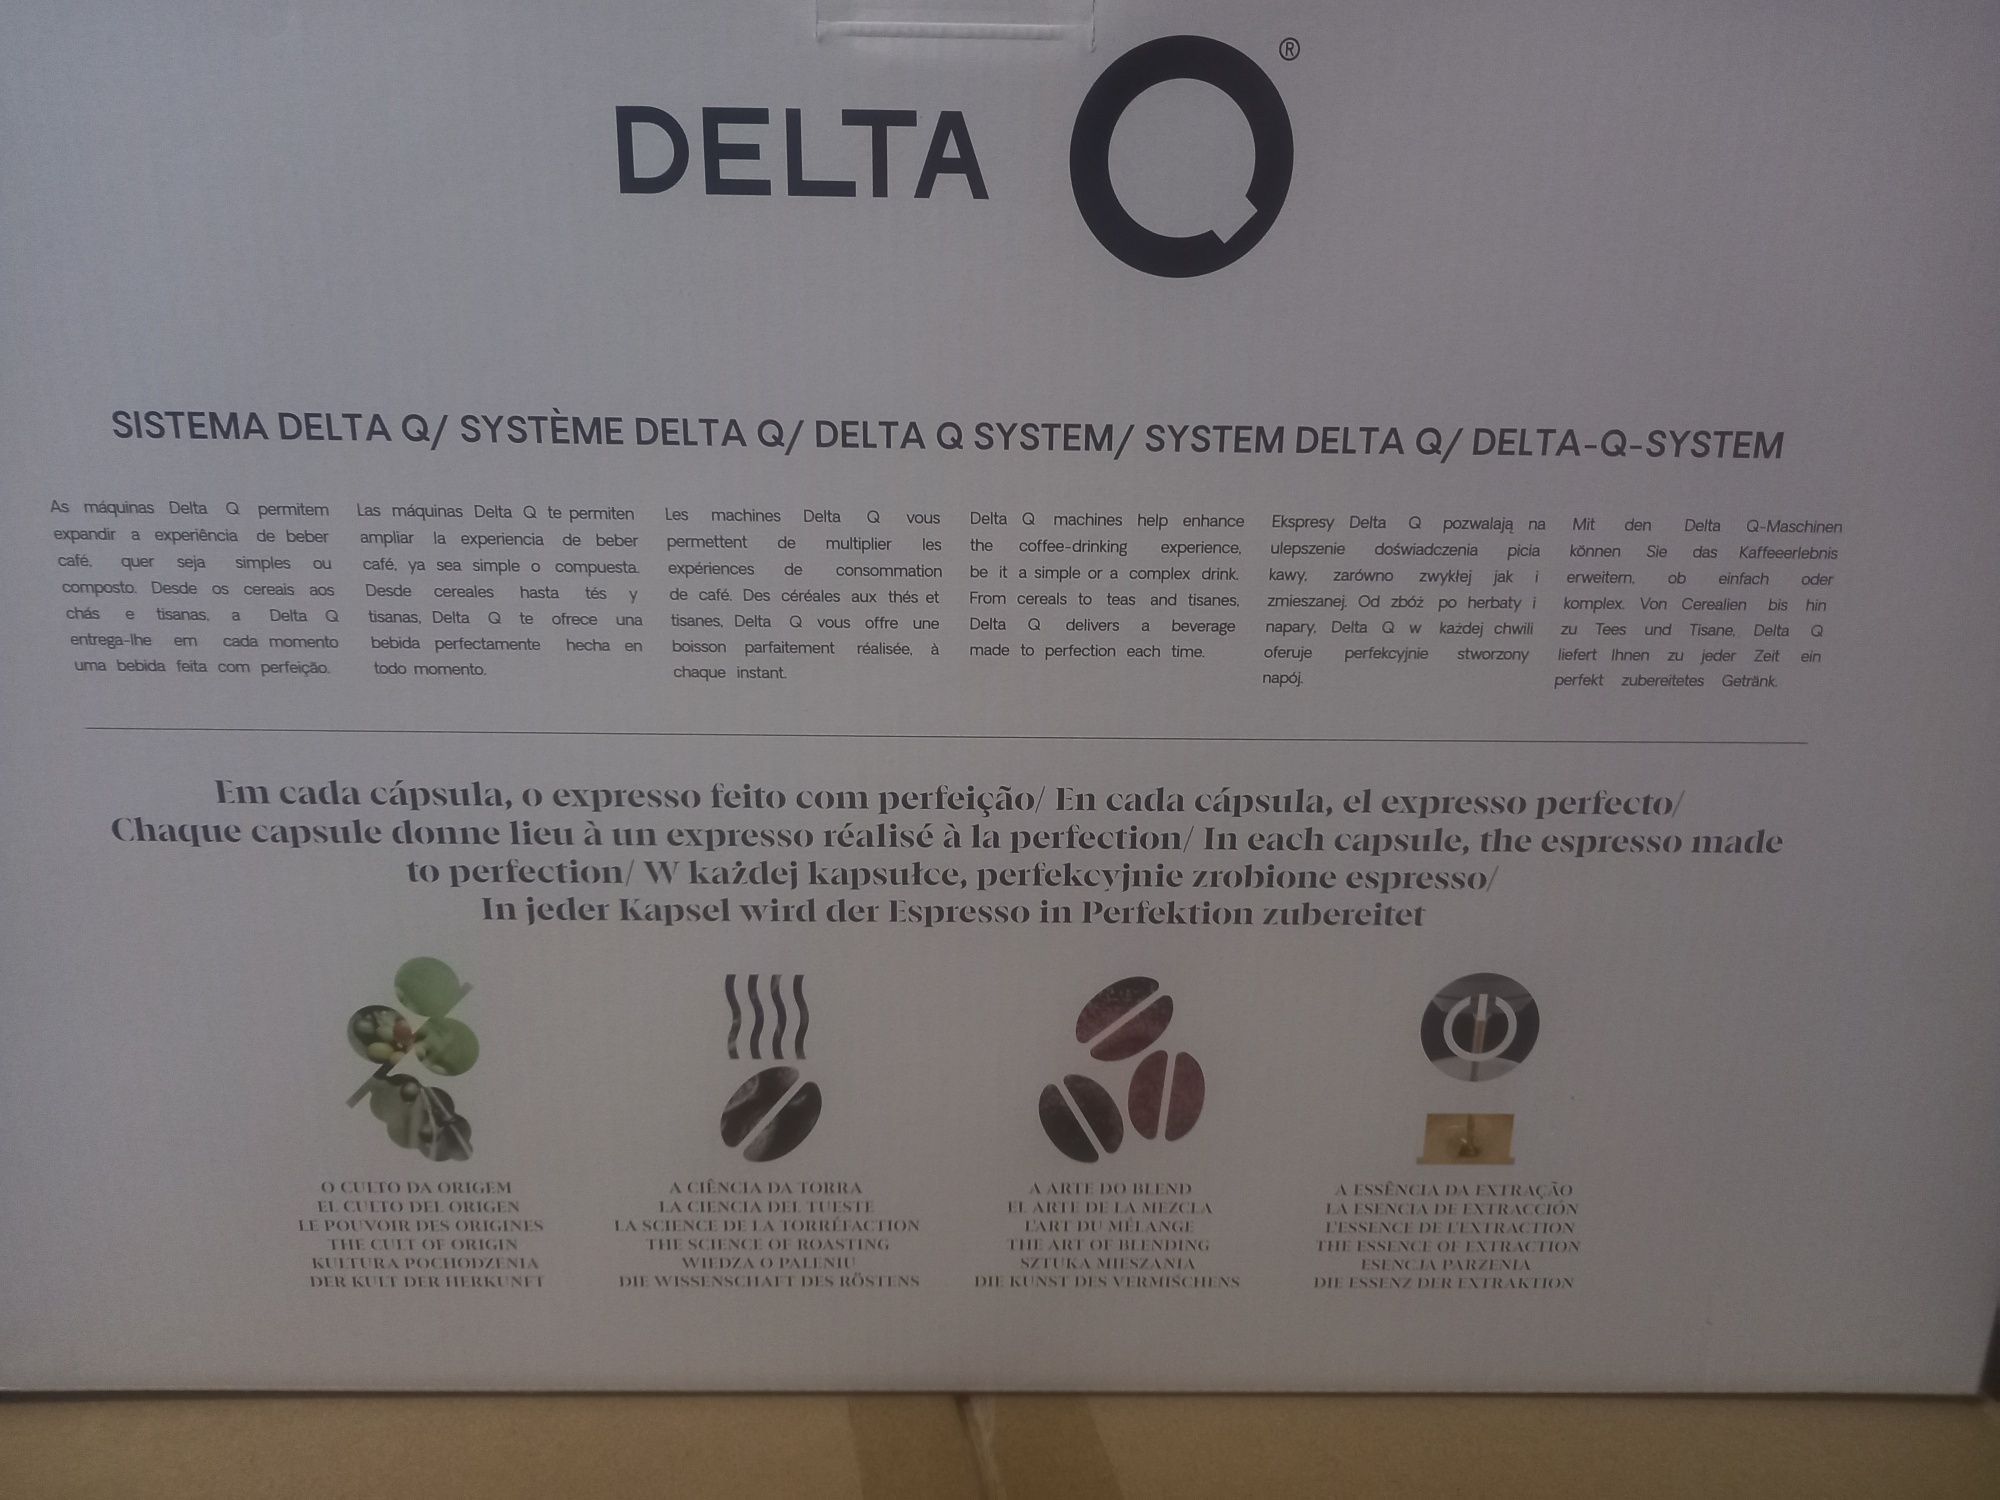 DELTA Q ®
SISTEMA DELTA Q/ SYSTÈME DELTA Q/ DELTA Q SYSTEM/ SYSTEM DELTA Q/ DELTA-Q-SYSTEM
As máquinas Delta Q permitem
expandir a experiência de beber
café, quer seja simples ou
composto. Desde os cereais aos
chás e tisanas, a Delta Q
entrega-lhe em cada momento
uma bebida feita com perfeição.
Las máquinas Delta Q te permiten
ampliar la experiencia de beber
café, ya sea simple o compuesta.
Desde cereales hasta tés y
tisanas, Delta Q te ofrece una
bebida perfectamente hecha en
todo momento.
Les machines Delta Q vous
permettent de multiplier les
expériences de consommation
de café. Des céréales aux thés et
tisanes, Delta Q vous offre une
boisson parfaitement réalisée, à
chaque instant.
Delta Q machines help enhance
the coffee-drinking experience,
be it a simple or a complex drink.
From cereals to teas and tisanes,
Delta Q delivers a beverage
made to perfection each time.
Ekspresy Delta Q pozwalają na
ulepszenie doświadczenia picia
kawy, zarówno zwykłej jak i
zmieszanej. Od zbóż po herbaty i
napary, Delta Q w każdej chwili
oferuje perfekcyjnie stworzony
napój.
Mit den Delta Q-Maschinen
können Sie das Kaffeeerlebnis
erweitern, ob einfach oder
komplex. Von Cerealien bis hin
zu Tees und Tisane, Delta Q
liefert Ihnen zu jeder Zeit ein
perfekt zubereitetes Getränk.
Em cada cápsula, o expresso feito com perfeição/ En cada cápsula, el expresso perfecto/
Chaque capsule donne lieu à un expresso réalisé à la perfection/ In each capsule, the espresso made
to perfection/ W każdej kapsułce, perfekcyjnie zrobione espresso/
In jeder Kapsel wird der Espresso in Perfektion zubereitet
O CULTO DA ORIGEM
EL CULTO DEL ORIGEN
LE POUVOIR DES ORIGINES
THE CULT OF ORIGIN
KULTURA POCHODZENIA
DER KULT DER HERKUNFT
A CIÊNCIA DA TORRA
LA CIENCIA DEL TUESTE
LA SCIENCE DE LA TORRÉFACTION
THE SCIENCE OF ROASTING
WIEDZA O PALENIU
DIE WISSENSCHAFT DES RÖSTENS
A ARTE DO BLEND
EL ARTE DE LA MEZCLA
L'ART DU MÉLANGE
THE ART OF BLENDING
SZTUKA MIESZANIA
DIE KUNST DES VERMISCHENS
A ESSÊNCIA DA EXTRAÇÃO
LA ESENCIA DE EXTRACCIÓN
L'ESSENCE DE L'EXTRACTION
THE ESSENCE OF EXTRACTION
ESENCJA PARZENIA
DIE ESSENZ DER EXTRAKTION